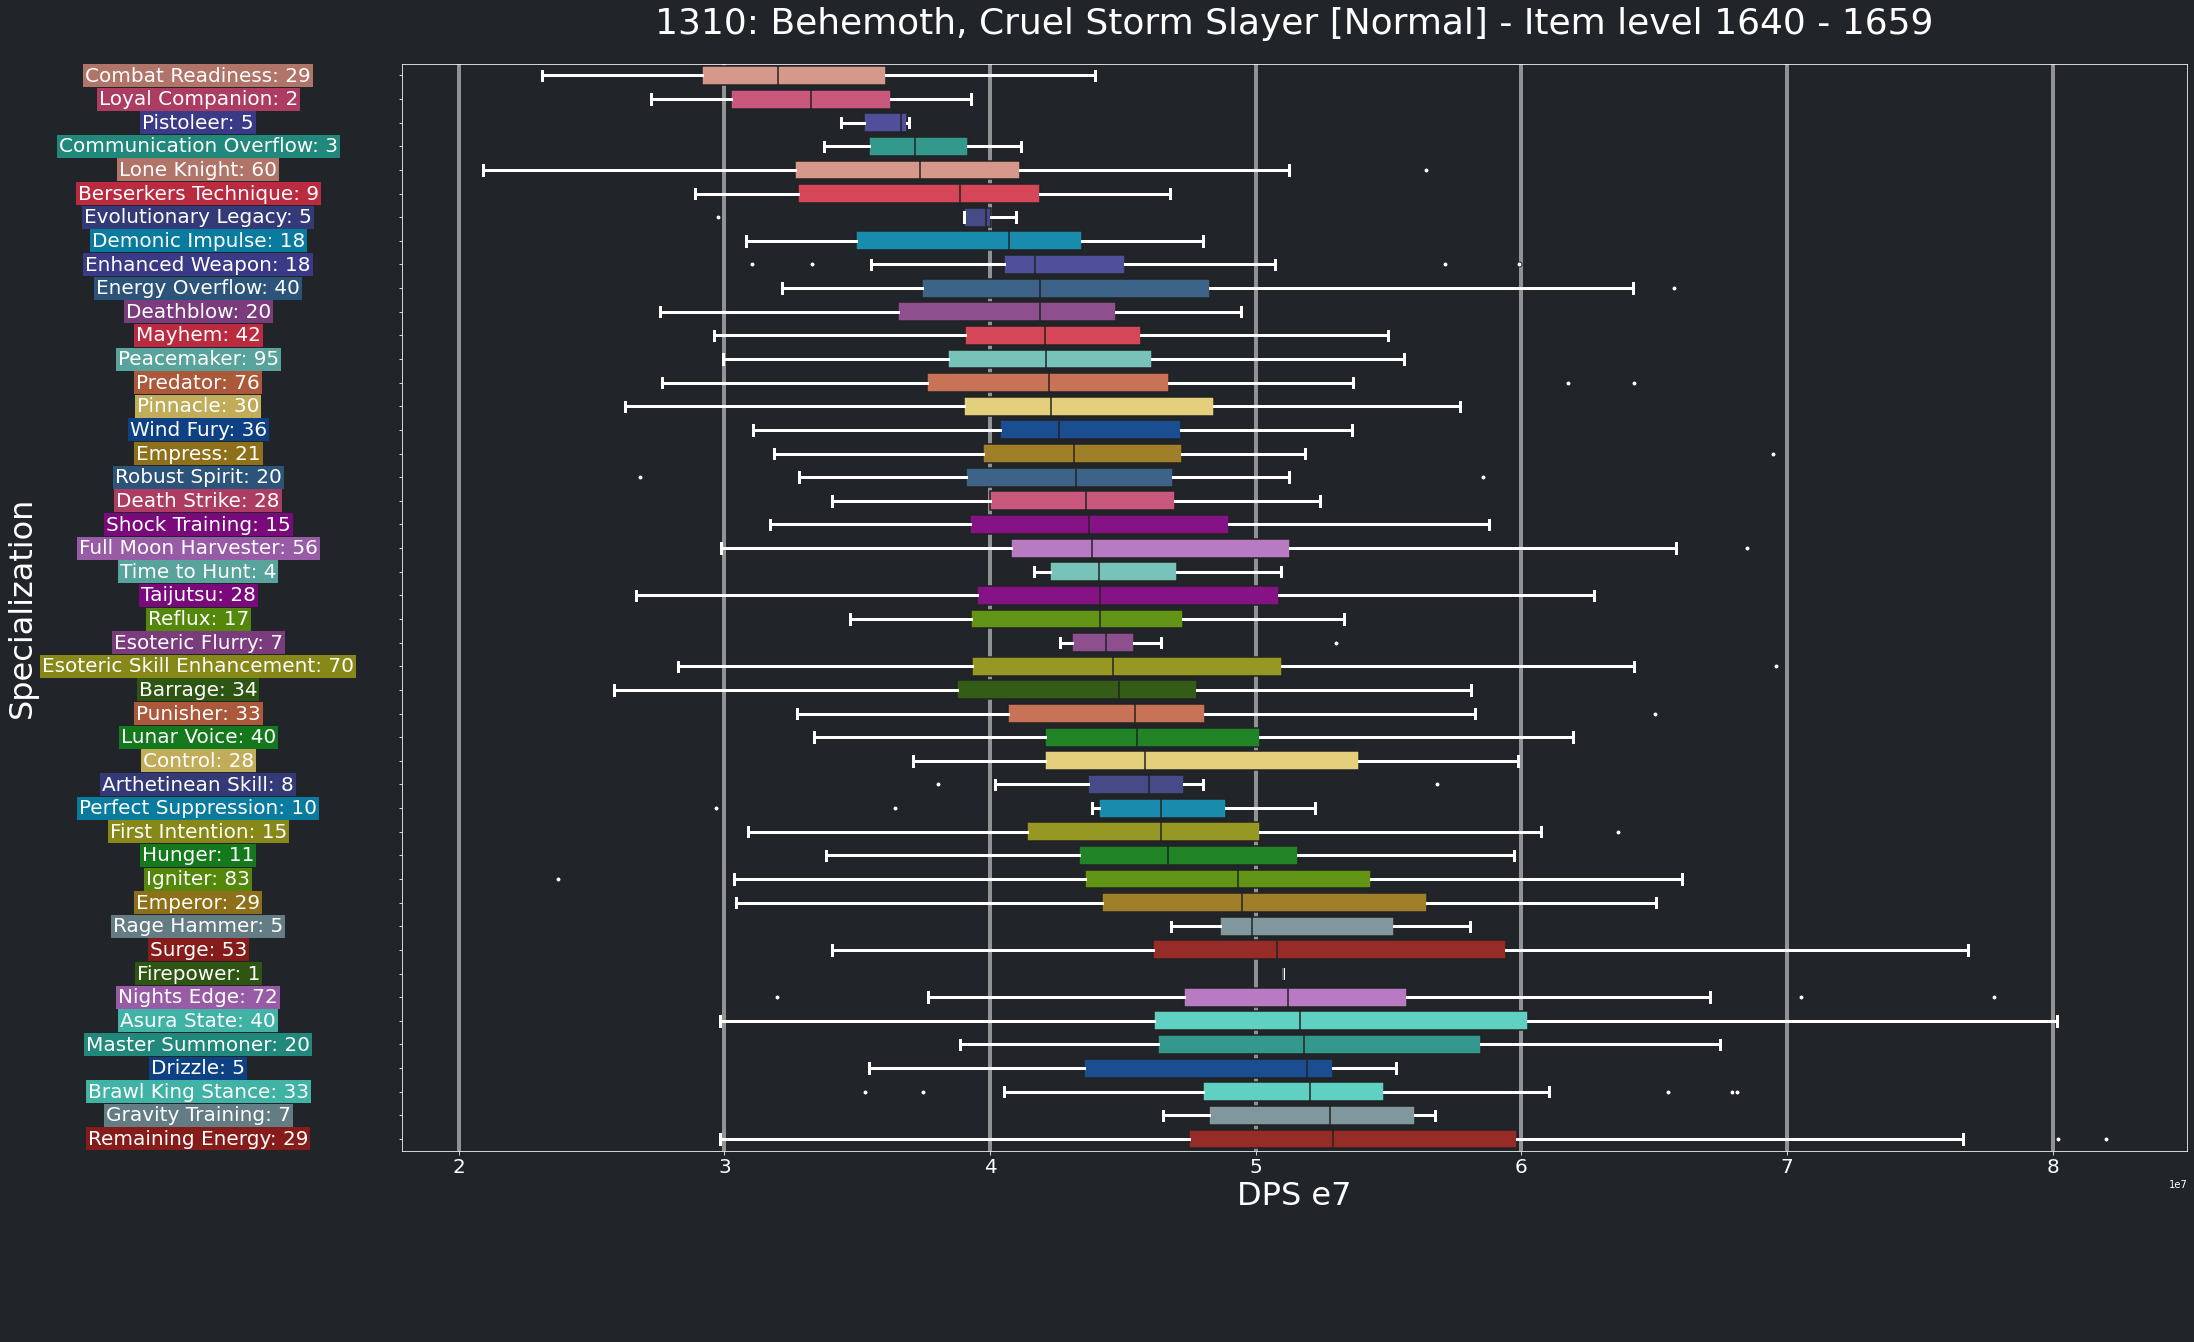 1310: Behemoth, Cruel Storm Slayer [Normal] - Item level 1640 - 1659
Specialization
Combat Readiness: 29
Loyal Companion: 2
Pistoleer: 5
Communication Overflow: 3
Lone Knight: 60
Berserkers Technique: 9
Evolutionary Legacy: 5
Demonic Impulse: 18
Enhanced Weapon: 18
Energy Overflow: 40
Deathblow: 20
Mayhem: 42
Peacemaker: 95
Predator: 76
Pinnacle: 30
Wind Fury: 36
Empress: 21
Robust Spirit: 20
Death Strike: 28
Shock Training: 15
Full Moon Harvester: 56
Time to Hunt: 4
Taijutsu: 28
Reflux: 17
Esoteric Flurry: 7
Esoteric Skill Enhancement: 70
Barrage: 34
Punisher: 33
Lunar Voice: 40
Control: 28
Arthetinean Skill: 8
Perfect Suppression: 10
First Intention: 15
Hunger: 11
Igniter: 83
Emperor: 29
Rage Hammer: 5
Surge: 53
Firepower: 1
Nights Edge: 72
Asura State: 40
Master Summoner: 20
Drizzle: 5
Brawl King Stance: 33
Gravity Training: 7
Remaining Energy: 29
2 3 4 5 6 7 8
DPS e7
1e7